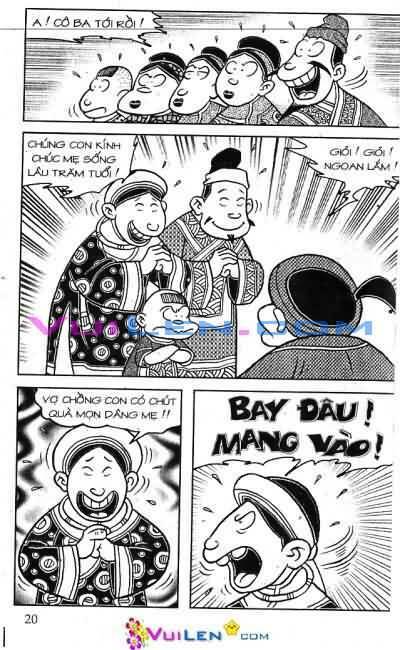 A! CÔ BA TỚI RỒI!
CHÚNG CON KÍNH
CHÚC MẸ SỐNG
LÂU TRĂM TUỔI!
GIỎI! GIỎI!
NGOAN LẮM!
VUILEN.COM
VỢ CHỒNG CON CÓ CHÚT
QUÀ MỌN DÂNG MẸ!!
BAY ĐÂU!
MANG VÀO!
20
VUILEN.COM